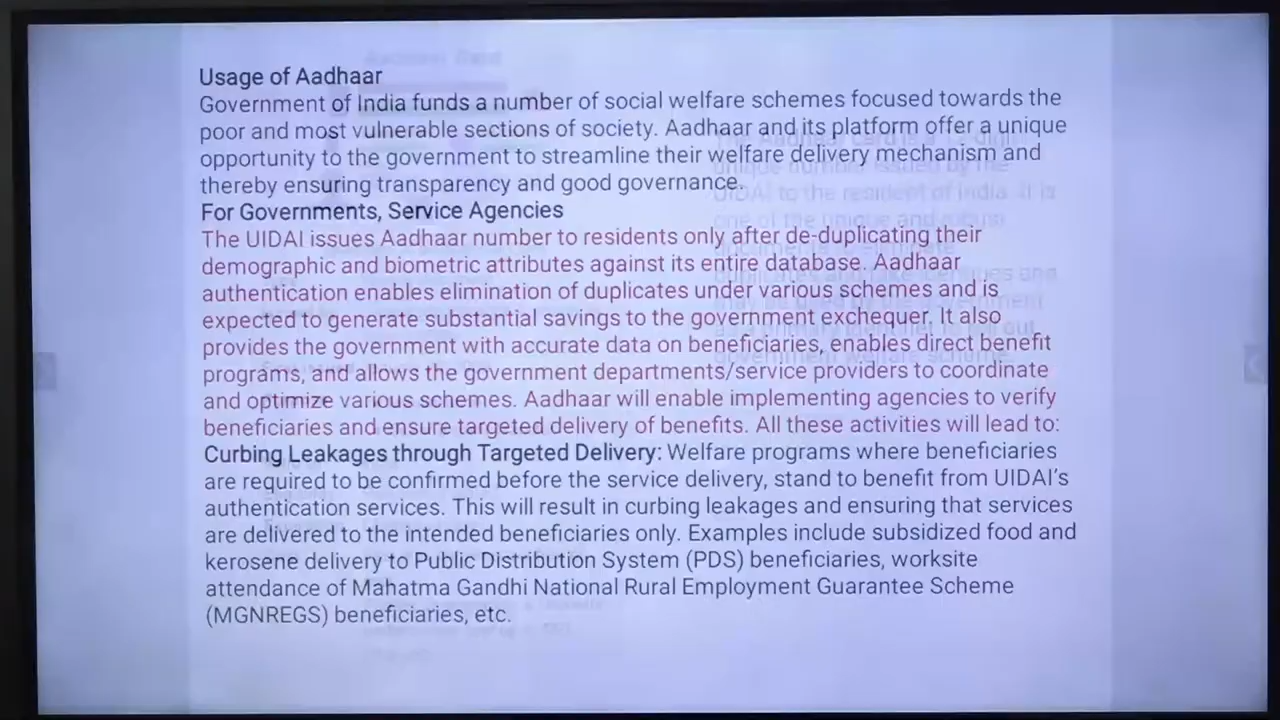 Usage of Aadhaar
Government of India funds a number of social welfare schemes focused towards the
poor and most vulnerable sections of society. Aadhaar and its platform offer a unique
opportunity to the government to streamline their welfare delivery mechanism and
thereby ensuring transparency and good governance.
For Governments, Service Agencies
The UIDAI issues Aadhaar number to residents only after de-duplicating their
demographic and biometric attributes against its entire database. Aadhaar
authentication enables elimination of duplicates under various schemes and is
expected to generate substantial savings to the government exchequer. It also
provides the government with accurate data on beneficiaries, enables direct benefit
programs, and allows the government departments/service providers to coordinate
and optimize various schemes. Aadhaar will enable implementing agencies to verify
beneficiaries and ensure targeted delivery of benefits. All these activities will lead to:
Curbing Leakages through Targeted Delivery: Welfare programs where beneficiaries
are required to be confirmed before the service delivery, stand to benefit from UIDAI's
authentication services. This will result in curbing leakages and ensuring that services
are delivered to the intended beneficiaries only. Examples include subsidized food and
kerosene delivery to Public Distribution System (PDS) beneficiaries, worksite
attendance of Mahatma Gandhi National Rural Employment Guarantee Scheme
(MGNREGS) beneficiaries, etc.